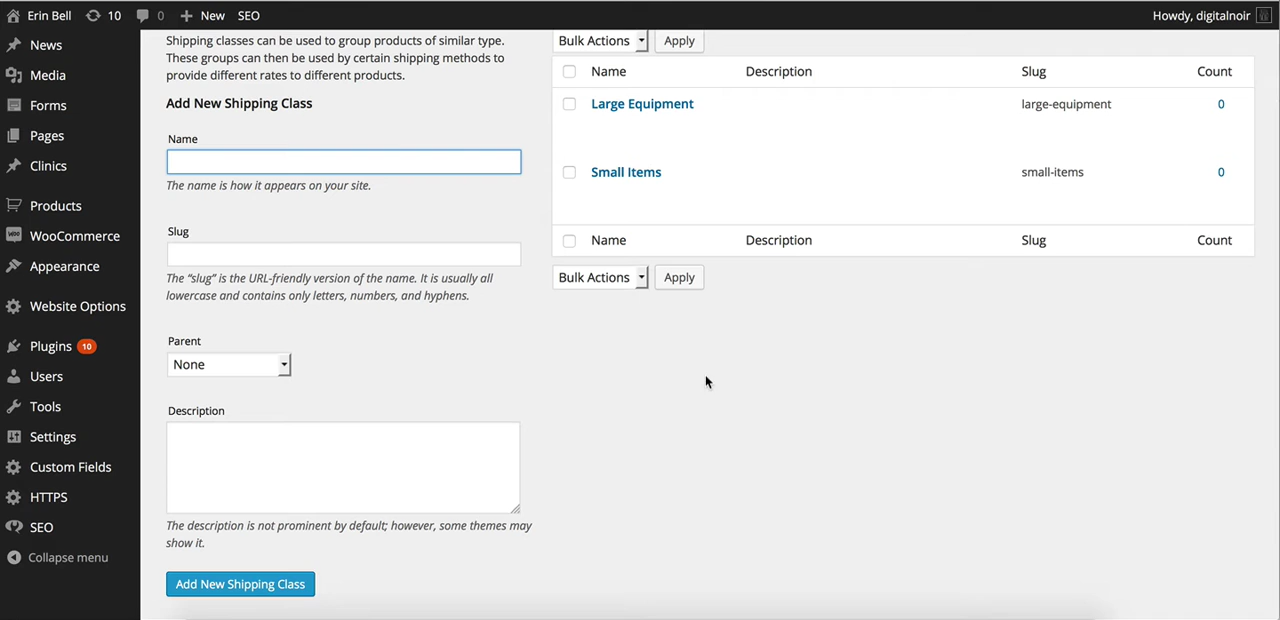 Erin Bell 10 0 New SEO Howdy, digitalnoir
News
Media
Forms
Pages
Clinics
Products
WooCommerce
Appearance
Website Options
Plugins 10
Users
Tools
Settings
Custom Fields
HTTPS
SEO
Collapse menu
Shipping classes can be used to group products of similar type.
These groups can then be used by certain shipping methods to
provide different rates to different products.
Add New Shipping Class
Name
The name is how it appears on your site.
Slug
The “slug” is the URL-friendly version of the name. It is usually all
lowercase and contains only letters, numbers, and hyphens.
Parent
None
Description
The description is not prominent by default; however, some themes may
show it.
Add New Shipping Class
Bulk Actions Apply
Name Description Slug Count
Large Equipment large-equipment 0
Small Items small-items 0
Name Description Slug Count
Bulk Actions Apply